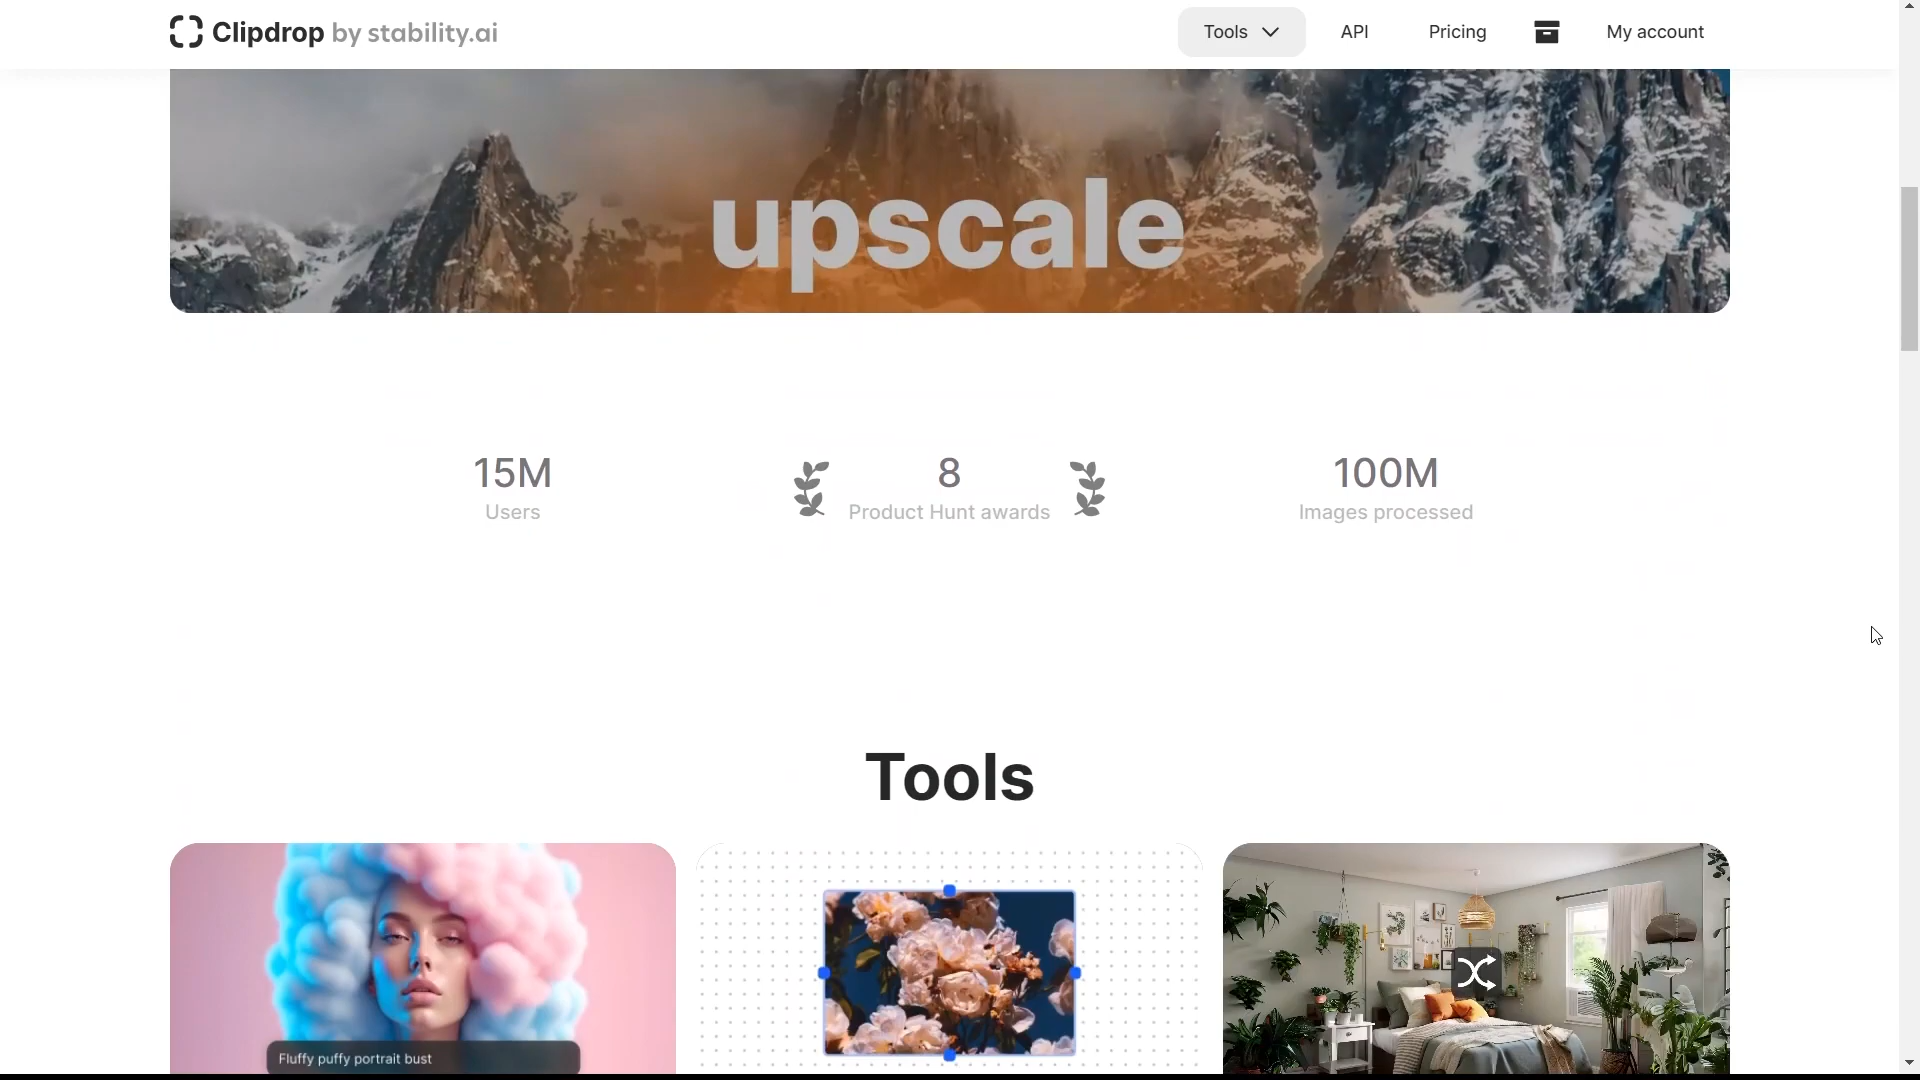 Clipdrop by stability.ai
Tools
API
Pricing
My account
upscale
15M
Users
8
Product Hunt awards
100M
Images processed
Tools
Fluffy puffy portrait bust